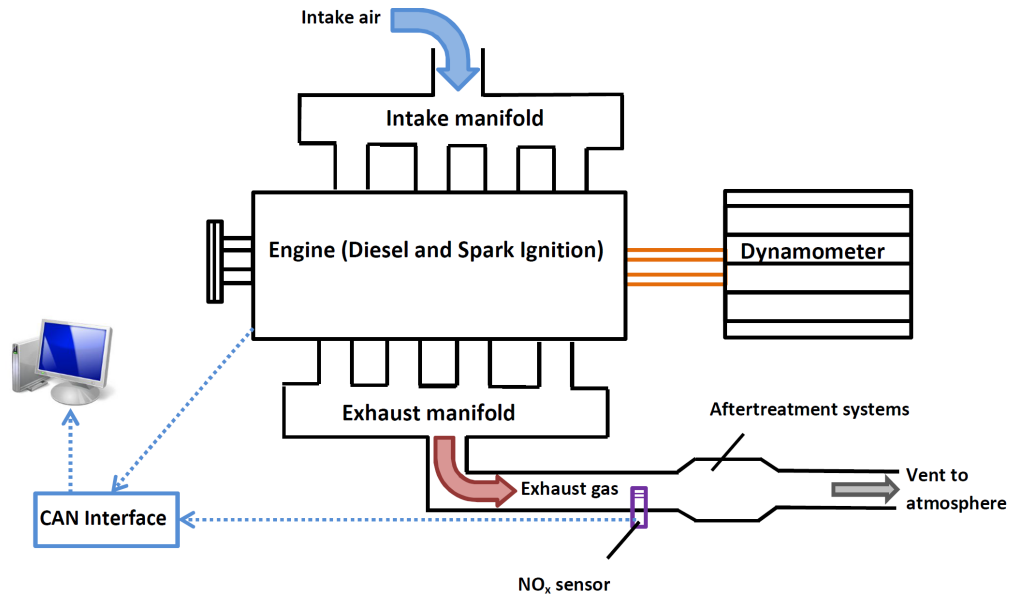 Intake air
Intake manifold
Engine (Diesel and Spark Ignition)
Dynamometer
Exhaust manifold
Aftertreatment systems
Exhaust gas
Vent to
atmosphere
CAN Interface
NOₓ sensor